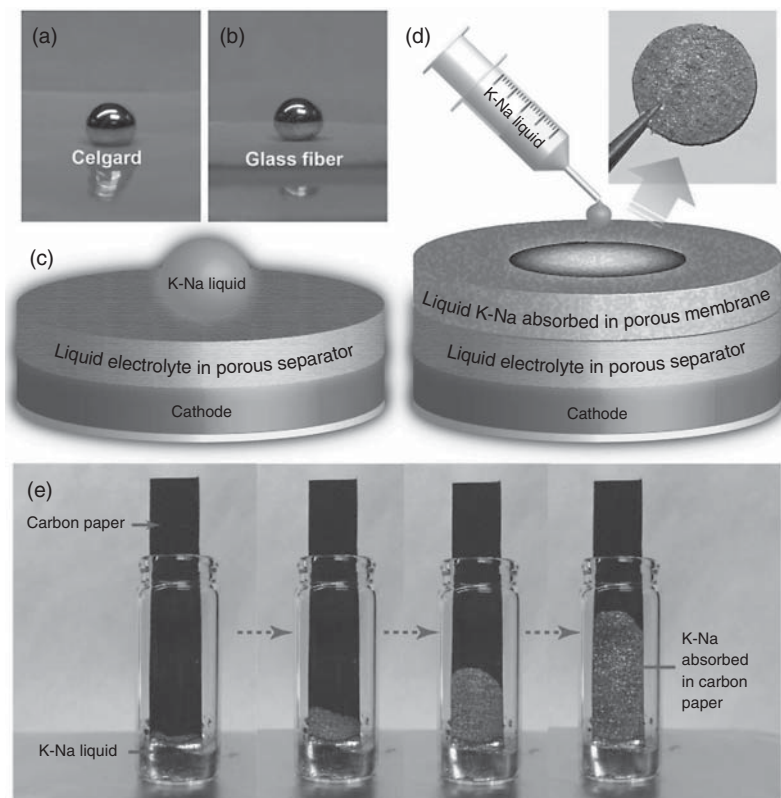 (a)
Celgard
(b)
Glass fiber
(c)
K-Na liquid
Liquid electrolyte in porous separator
Cathode
(d)
K-Na liquid
Liquid K-Na absorbed in porous membrane
Liquid electrolyte in porous separator
Cathode
(e)
Carbon paper
K-Na liquid
K-Na
absorbed
in carbon
paper